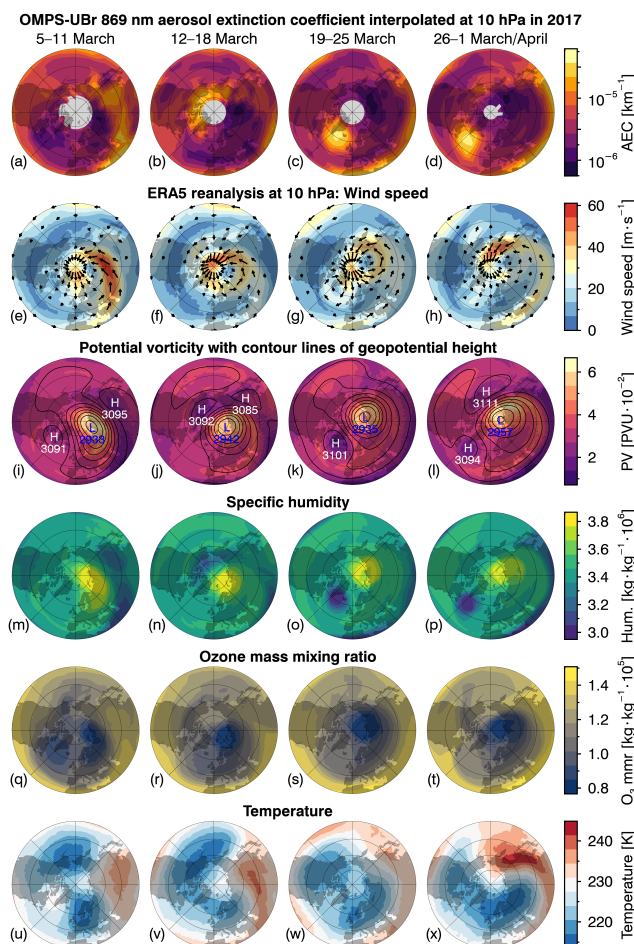 OMPS-UBr 869 nm aerosol extinction coefficient interpolated at 10 hPa in 2017
5–11 March 12–18 March 19–25 March 26–1 March/April
(a) (b) (c) (d)
10⁻⁵
10⁻⁶
AEC [km⁻¹]
ERA5 reanalysis at 10 hPa: Wind speed
(e) (f) (g) (h)
60
40
20
0
Wind speed [m·s⁻¹]
Potential vorticity with contour lines of geopotential height
H
3095
H
3091
L
2933
(i)
H
3092
H
3085
L
2942
(j)
L
2935
H
3101
(k)
H
3111
L
2957
H
3094
(l)
6
4
2
PV [PVU·10⁻²]
Specific humidity
(m) (n) (o) (p)
3.8
3.6
3.4
3.2
3.0
Hum. [kg·kg⁻¹·10⁶]
Ozone mass mixing ratio
(q) (r) (s) (t)
1.4
1.2
1.0
0.8
O₃ mmr [kg·kg⁻¹·10⁵]
Temperature
(u) (v) (w) (x)
240
230
220
Temperature [K]